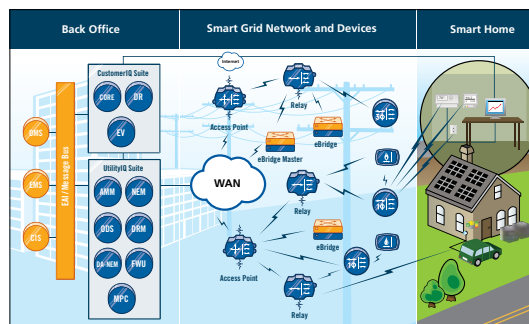 Back Office
Smart Grid Network and Devices
Smart Home
CustomerIQ Suite
CORE
DR
EV
UtilityIQ Suite
AMM
NEM
ODS
DRM
DA-NEM
FWU
MPC
OMS
EMS
CIS
EAI / Message Bus
Internet
WAN
Access Point
Relay
eBridge
eBridge Master
Relay
eBridge
Access Point
Relay